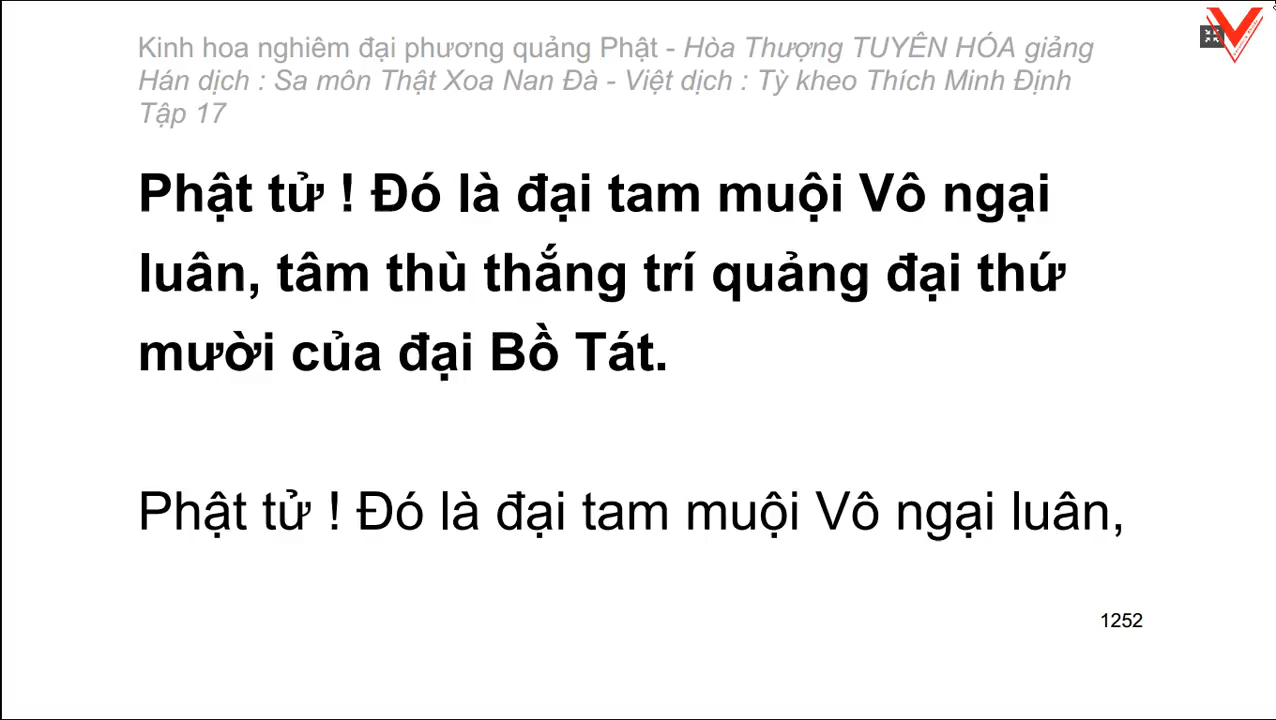 Kinh hoa nghiêm đại phương quảng Phật - Hòa Thượng TUYÊN HÓA giảng
Hán dịch : Sa môn Thật Xoa Nan Đà - Việt dịch : Tỳ kheo Thích Minh Định
Tập 17
Phật tử ! Đó là đại tam muội Vô ngại
luân, tâm thù thắng trí quảng đại thứ
mười của đại Bồ Tát.
Phật tử ! Đó là đại tam muội Vô ngại luân,
1252